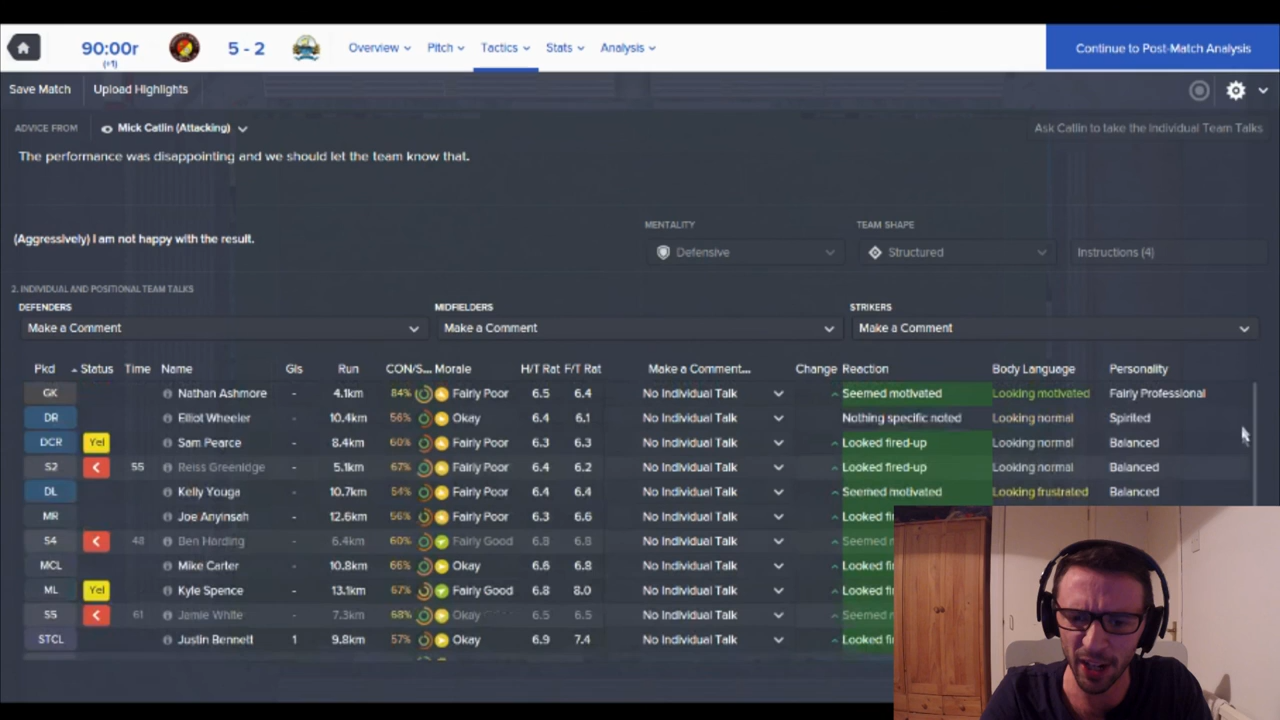 90:00r 5 - 2 Overview Pitch Tactics Stats Analysis Continue to Post-Match Analysis
(+1)
Save Match Upload Highlights
ADVICE FROM Mick Catlin (Attacking) Ask Catlin to take the Individual Team Talks
The performance was disappointing and we should let the team know that.
MENTALITY TEAM SHAPE
(Aggressively) I am not happy with the result.
Defensive Structured Instructions (4)
2. INDIVIDUAL AND POSITIONAL TEAM TALKS
DEFENDERS MIDFIELDERS STRIKERS
Make a Comment Make a Comment Make a Comment
Pkd Status Time Name Gls Run CON/S... Morale H/T Rat F/T Rat Make a Comment... Change Reaction Body Language Personality
GK Nathan Ashmore - 4.1km 84% Fairly Poor 6.5 6.4 No Individual Talk Seemed motivated Looking motivated Fairly Professional
DR Elliot Wheeler - 10.4km 56% Okay 6.4 6.1 No Individual Talk Nothing specific noted Looking normal Spirited
DCR Yel Sam Pearce - 8.4km 60% Fairly Poor 6.3 6.3 No Individual Talk Looked fired-up Looking normal Balanced
S2 55 Reiss Greenidge - 5.1km 67% Fairly Poor 6.4 6.2 No Individual Talk Looked fired-up Looking normal Balanced
DL Kelly Youga - 10.7km 54% Fairly Poor 6.4 6.4 No Individual Talk Seemed motivated Looking frustrated Balanced
MR Joe Anyinsah - 12.6km 56% Fairly Poor 6.3 6.6 No Individual Talk Looked fi
S4 48 Ben Harding - 6.4km 60% Fairly Good 6.8 6.8 No Individual Talk Seemed m
MCL Mike Carter - 10.8km 66% Okay 6.6 6.8 No Individual Talk Looked fi
ML Yel Kyle Spence - 13.1km 67% Fairly Good 6.8 8.0 No Individual Talk Looked fi
S5 61 Jamie White - 7.3km 68% Okay 6.5 6.5 No Individual Talk Seemed m
STCL Justin Bennett 1 9.8km 57% Okay 6.9 7.4 No Individual Talk Looked fi